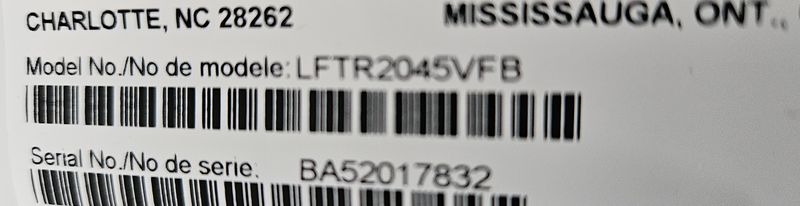 CHARLOTTE, NC 28262
MISSISSAUGA, ONT.,
Model No./No de modele: LFTR2045VFB
Serial No./No de serie. BA52017832